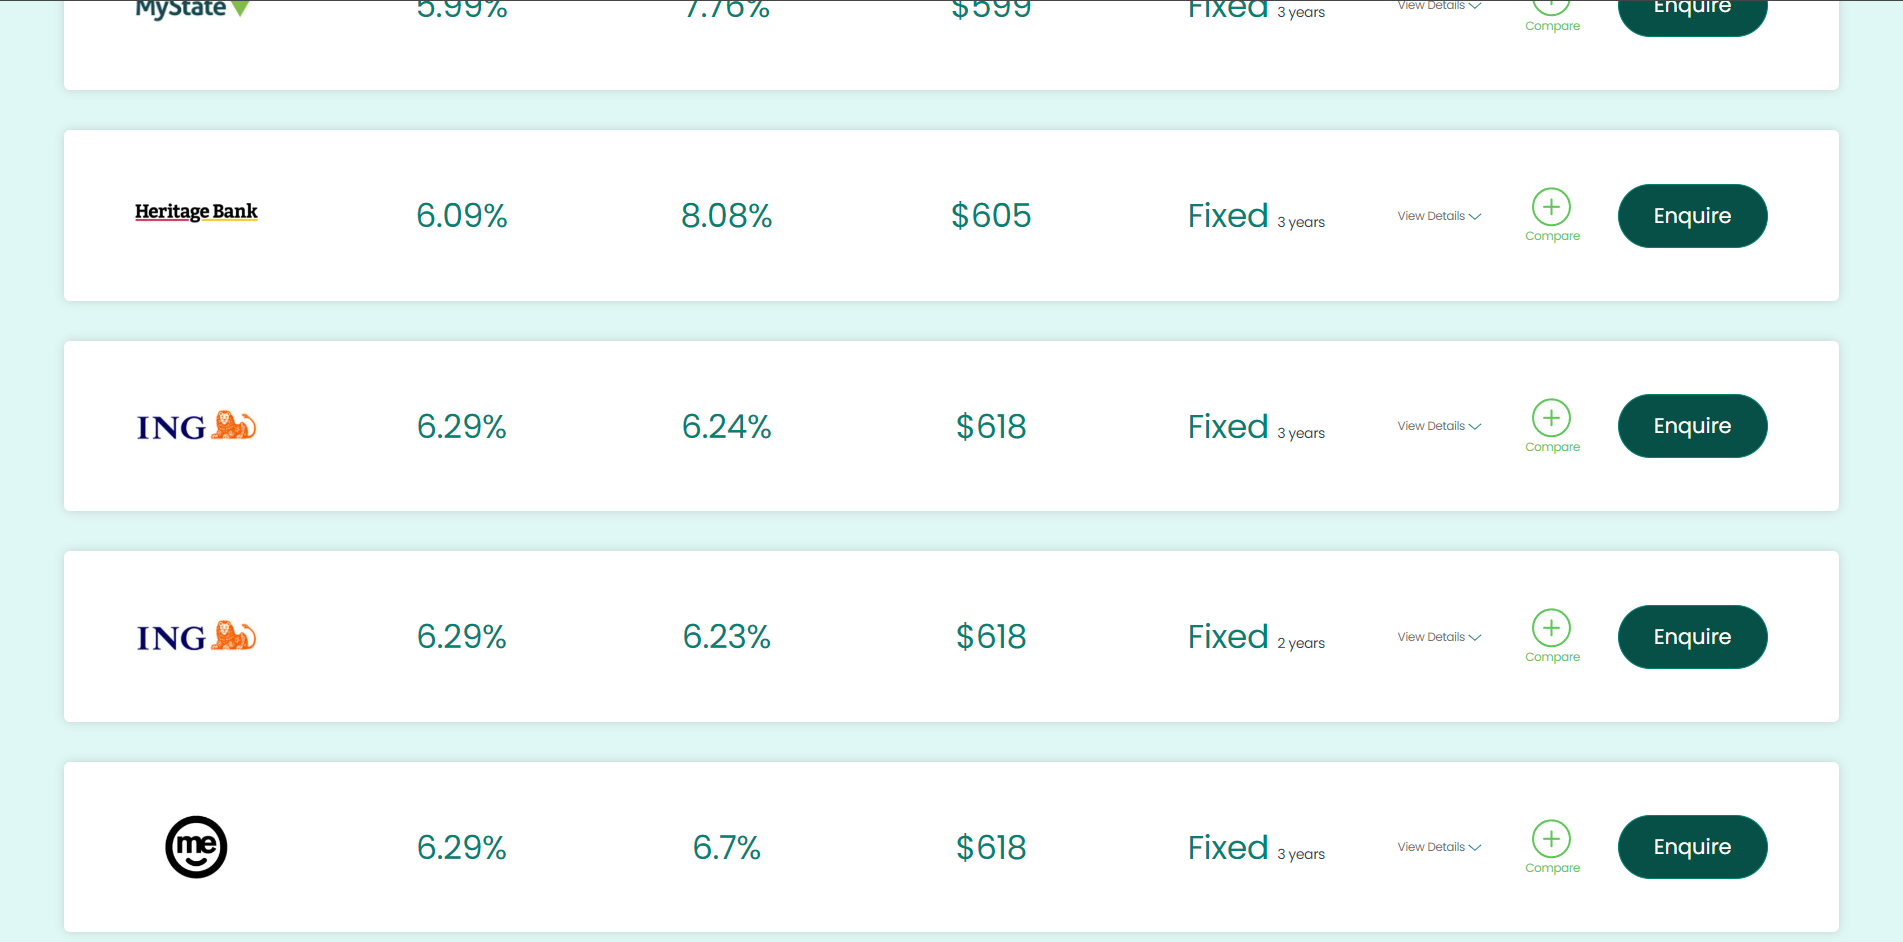 MyState 5.99% 7.76% $599 Fixed 3 years View Details Compare Enquire
Heritage Bank 6.09% 8.08% $605 Fixed 3 years View Details Compare Enquire
ING 6.29% 6.24% $618 Fixed 3 years View Details Compare Enquire
ING 6.29% 6.23% $618 Fixed 2 years View Details Compare Enquire
me 6.29% 6.7% $618 Fixed 3 years View Details Compare Enquire